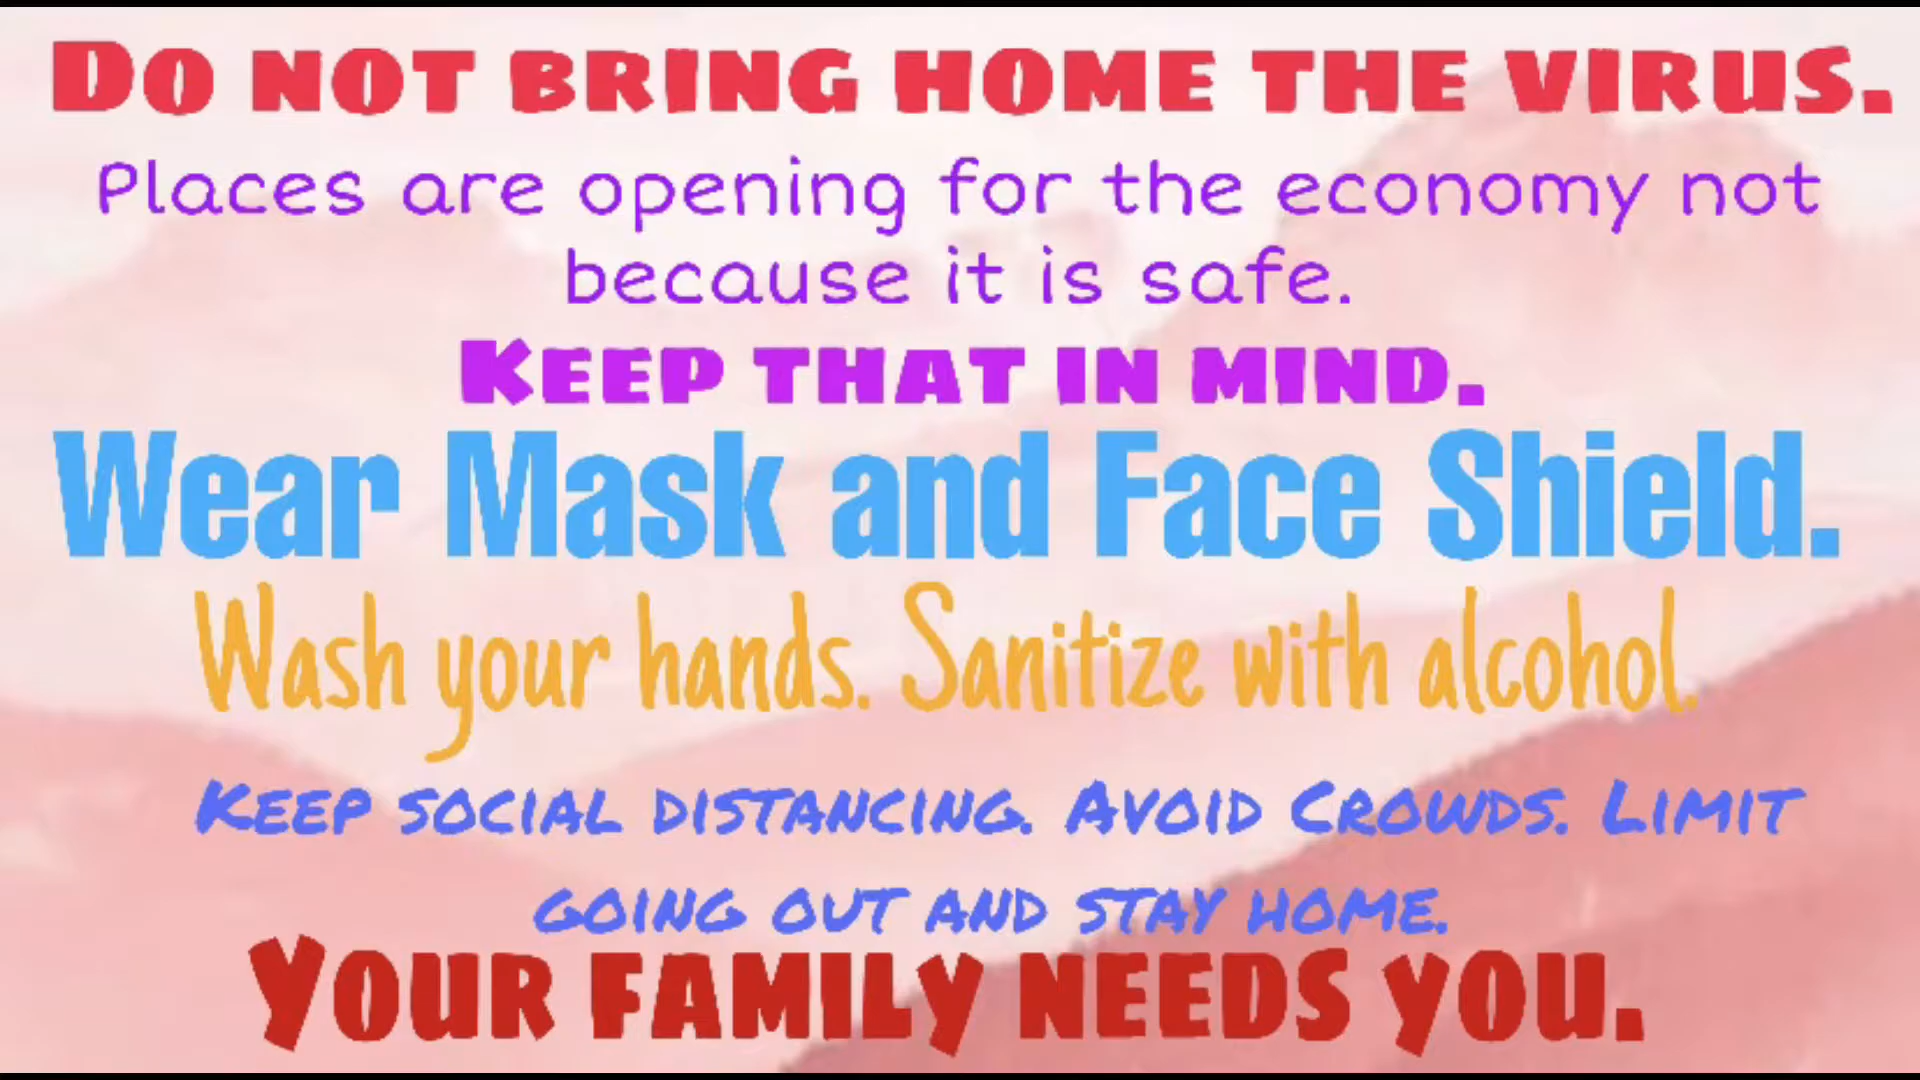 Do not bring home the virus.
Places are opening for the economy not
because it is safe.
Keep that in mind.
Wear Mask and Face Shield.
Wash your hands. Sanitize with alcohol.
Keep social distancing. Avoid Crowds. Limit
going out and stay home.
Your family needs you.